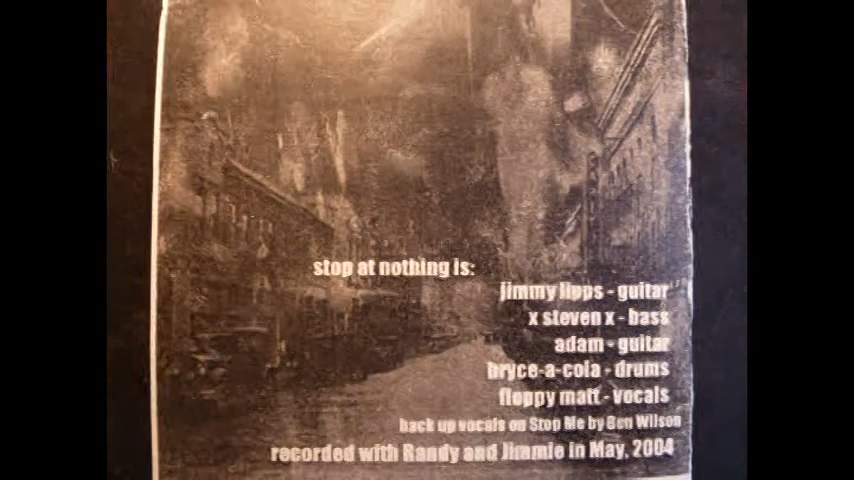 stop at nothing is:
jimmy lipps - guitar
x steven x - bass
adam - guitar
bryce-a-cola - drums
floppy matt - vocals
back up vocals on Stop Me by Ben Wilson
recorded with Randy and Jimmie in May, 2004